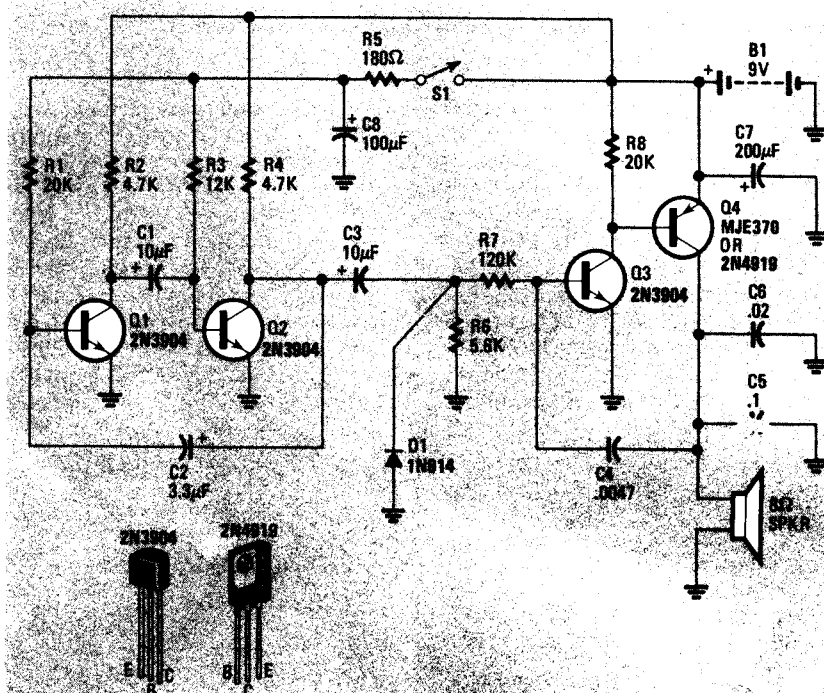 R5
180Ω
S1
B1
9V
+
C8
100µF
+
R1
20K
R2
4.7K
R3
12K
R4
4.7K
R8
20K
C7
200µF
+
C1
10µF
+
C3
10µF
+
R7
120K
Q4
MJE370
OR
2N4919
Q1
2N3904
Q2
2N3904
Q3
2N3904
R6
C6
.02
C5
.1
C2
3.3µF
+
D1
1N914
C4
.0047
8Ω
SPKR
2N3904
2N4919
E
B
C
B
C
E